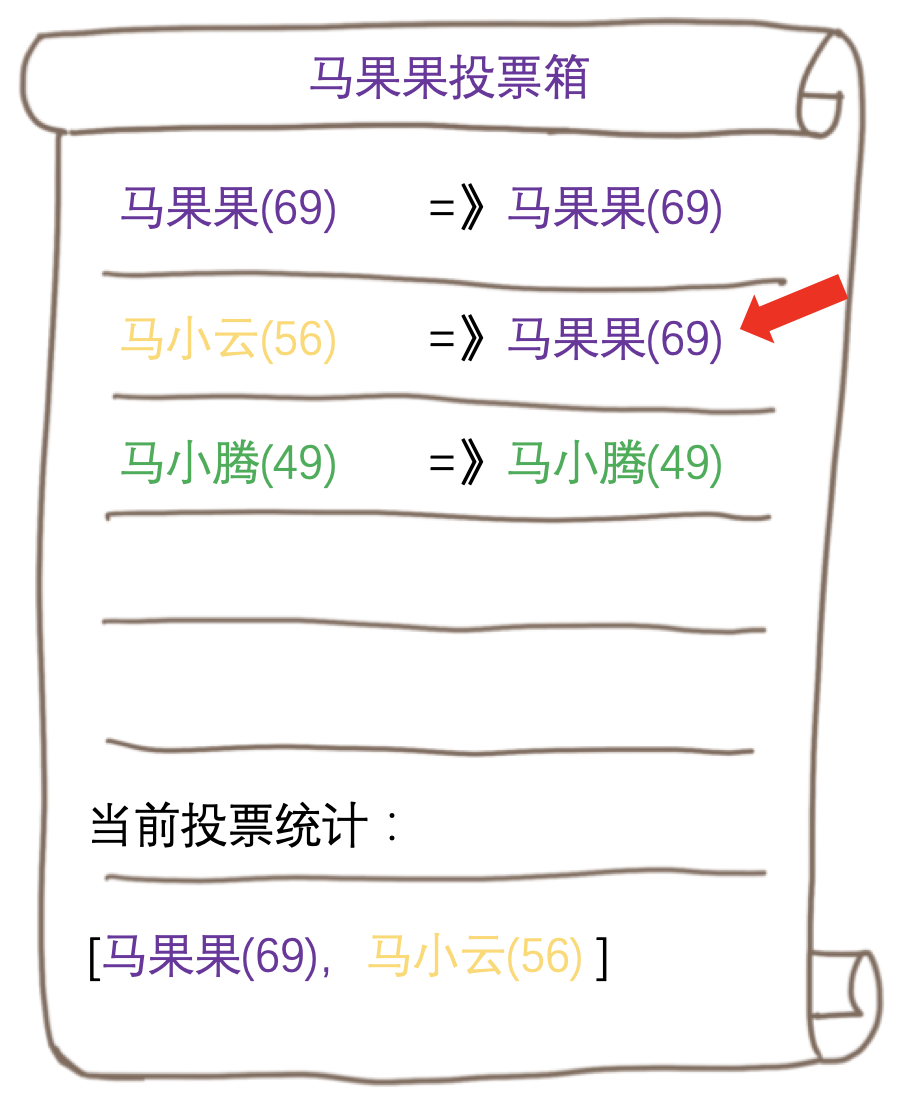 马果果投票箱
马果果(69) =》马果果(69)
马小云(56) =》马果果(69)
马小腾(49) =》马小腾(49)
当前投票统计：
[马果果(69), 马小云(56) ]